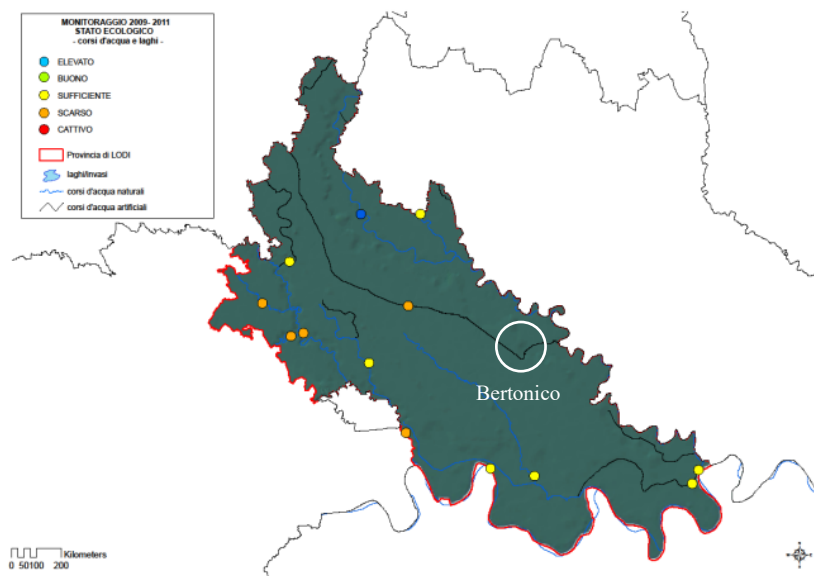 MONITORAGGIO 2009- 2011
STATO ECOLOGICO
- corsi d'acqua e laghi -
ELEVATO
BUONO
SUFFICIENTE
SCARSO
CATTIVO
Provincia di LODI
laghi/invasi
corsi d'acqua naturali
corsi d'acqua artificiali
Bertonico
Kilometers
0 50100 200